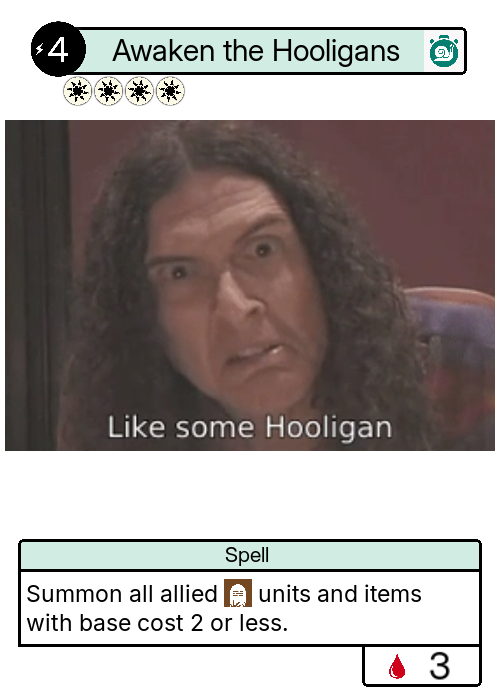 4 Awaken the Hooligans
Like some Hooligan
Spell
Summon all allied units and items
with base cost 2 or less.
3